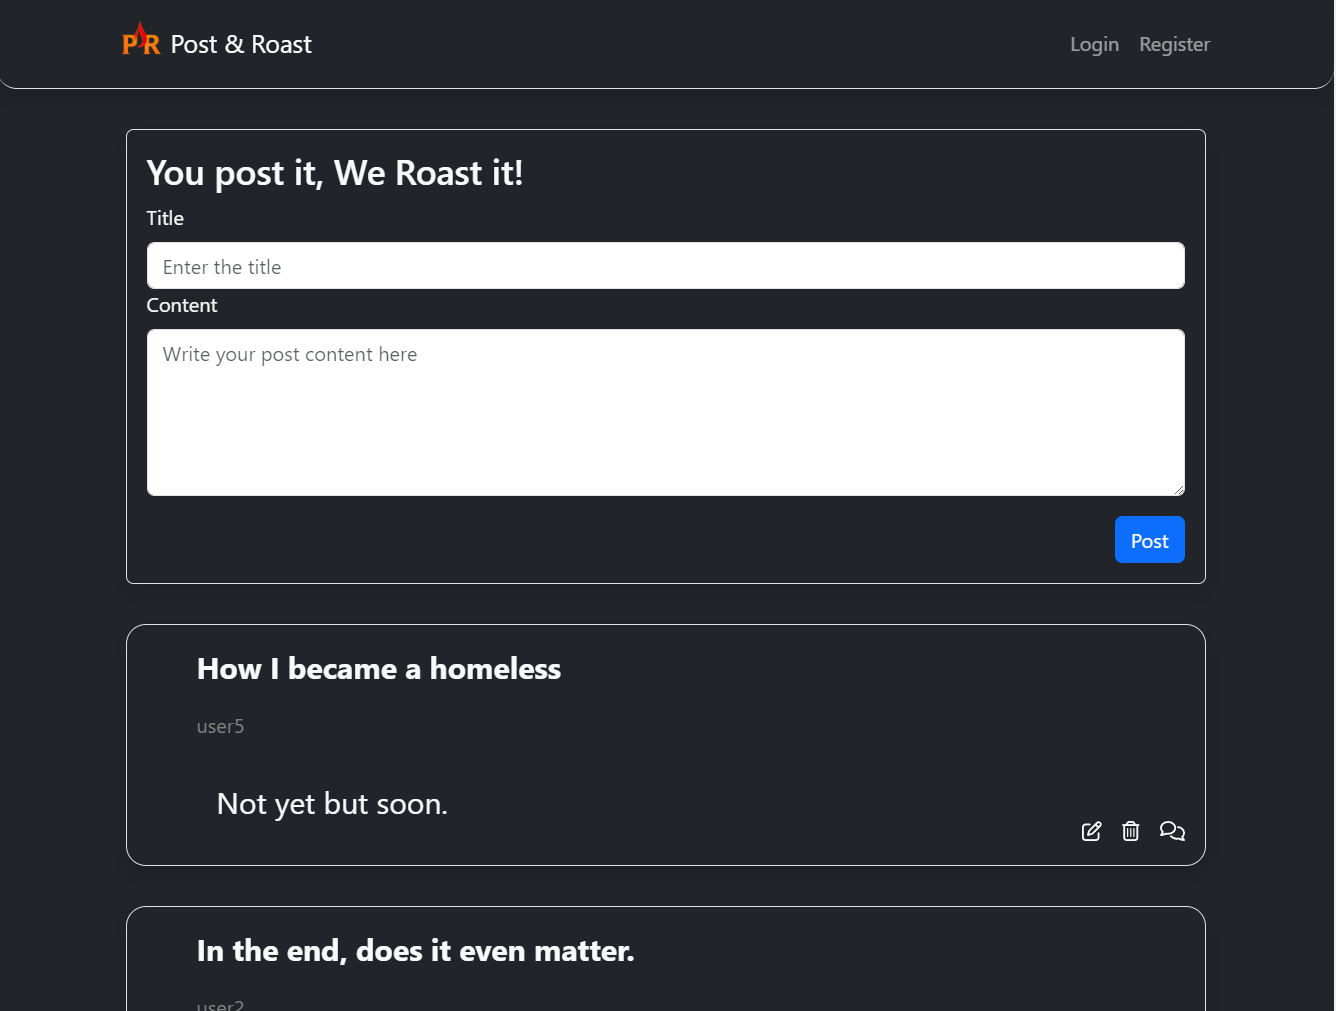 PR Post & Roast Login Register
You post it, We Roast it!
Title
Enter the title
Content
Write your post content here
Post
How I became a homeless
user5
Not yet but soon.
In the end, does it even matter.
user2